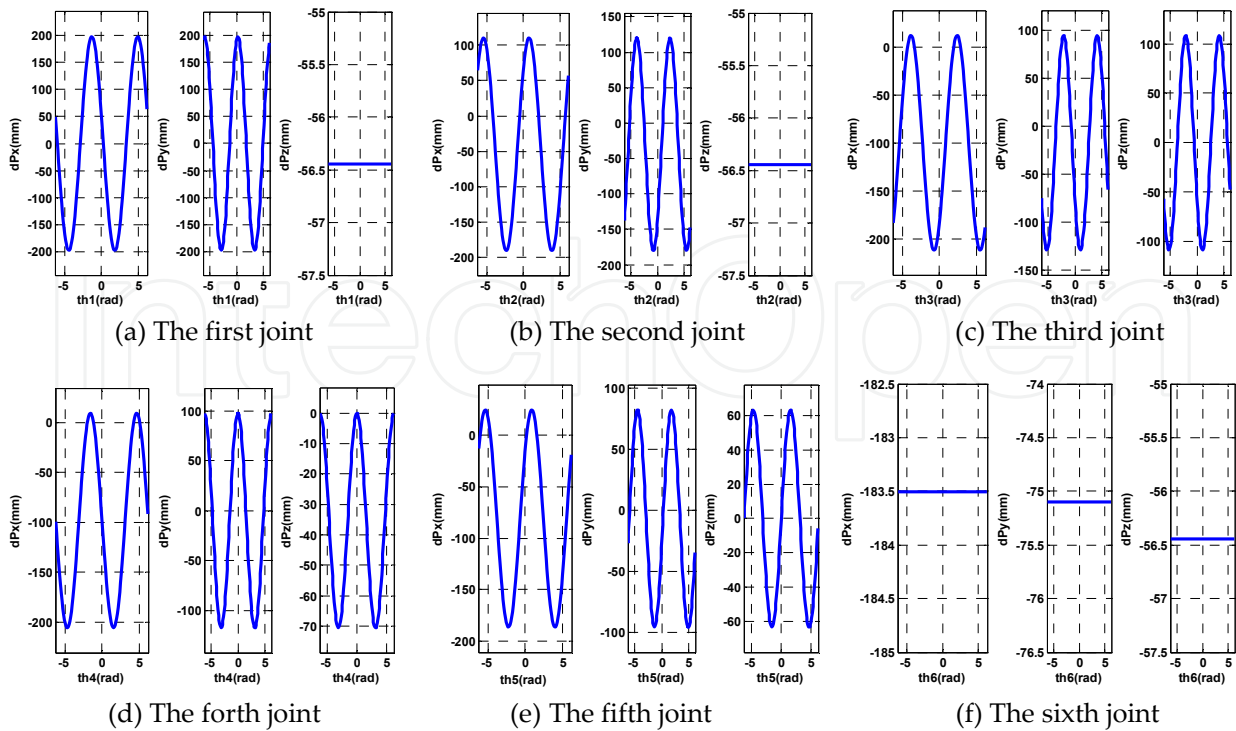 200
150
100
50
0
-50
-100
-150
-200
dPx(mm)
-5 0 5
th1(rad)
200
150
100
50
0
-50
-100
-150
-200
dPy(mm)
-5 0 5
th1(rad)
-55
-55.5
-56
-56.5
-57
-57.5
dPz(mm)
-5 0 5
th1(rad)
(a) The first joint
100
50
0
-50
-100
-150
-200
dPx(mm)
-5 0 5
th2(rad)
150
100
50
0
-50
-100
-150
-200
dPy(mm)
-5 0 5
th2(rad)
-55
-55.5
-56
-56.5
-57
-57.5
dPz(mm)
-5 0 5
th2(rad)
(b) The second joint
0
-50
-100
-150
-200
dPx(mm)
-5 0 5
th3(rad)
100
50
0
-50
-100
-150
dPy(mm)
-5 0 5
th3(rad)
100
50
0
-50
-100
dPz(mm)
-5 0 5
th3(rad)
(c) The third joint
0
-50
-100
-150
-200
dPx(mm)
-5 0 5
th4(rad)
100
50
0
-50
-100
dPy(mm)
-5 0 5
th4(rad)
0
-10
-20
-30
-40
-50
-60
-70
dPz(mm)
-5 0 5
th4(rad)
(d) The forth joint
0
-50
-100
-150
-200
dPx(mm)
-5 0 5
th5(rad)
100
50
0
-50
-100
dPy(mm)
-5 0 5
th5(rad)
60
40
20
0
-20
-40
-60
dPz(mm)
-5 0 5
th5(rad)
(e) The fifth joint
-182.5
-183
-183.5
-184
-184.5
-185
dPx(mm)
-5 0 5
th6(rad)
-74
-74.5
-75
-75.5
-76
-76.5
dPy(mm)
-5 0 5
th6(rad)
-55
-55.5
-56
-56.5
-57
-57.5
dPz(mm)
-5 0 5
th6(rad)
(f) The sixth joint
IntechOpen